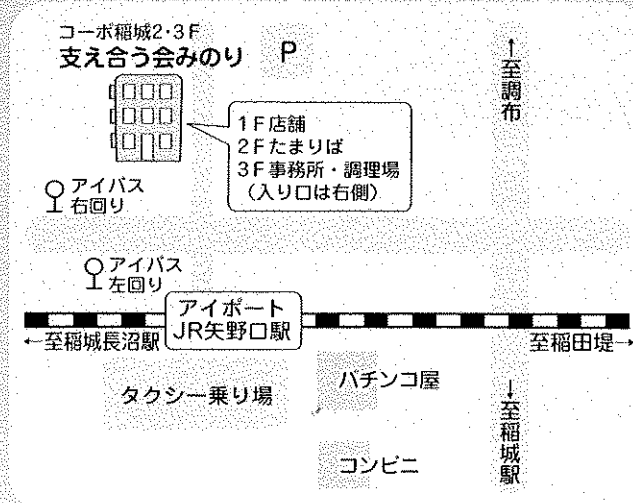 コーポ稲城2・3F
支え合う会みのり
P
↑至調布
1F店舗
2Fたまりば
3F事務所・調理場
（入り口は右側）
アイバス
右回り
アイバス
左回り
アイポート
JR矢野口駅
←至稲城長沼駅
至稲田堤→
タクシー乗り場
パチンコ屋
↓至稲城駅
コンビニ